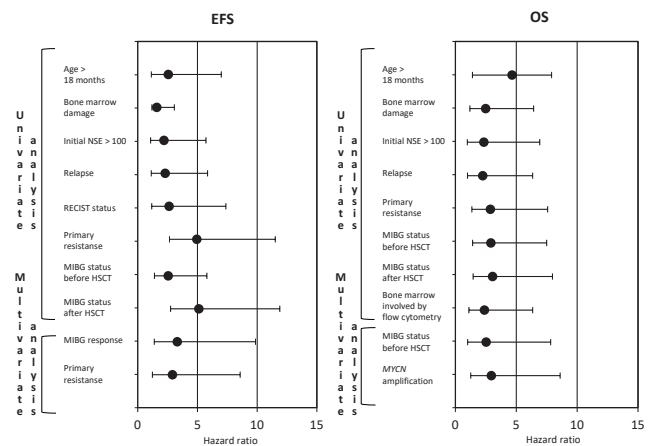 EFS
Univariate analysis
Age >
18 months
Bone marrow
damage
Initial NSE > 100
Relapse
RECIST status
Primary
resistanse
MIBG status
before HSCT
MIBG status
after HSCT
Multivariate analysis
MIBG response
Primary
resistanse
0 5 10 15
Hazard ratio
OS
Univariate analysis
Age >
18 months
Bone marrow
damage
Initial NSE > 100
Relapse
Primary
resistanse
MIBG status
before HSCT
MIBG status
after HSCT
Bone marrow
involved by
flow cytometry
Multivariate analysis
MIBG status
before HSCT
MYCN
amplification
0 5 10 15
Hazard ratio